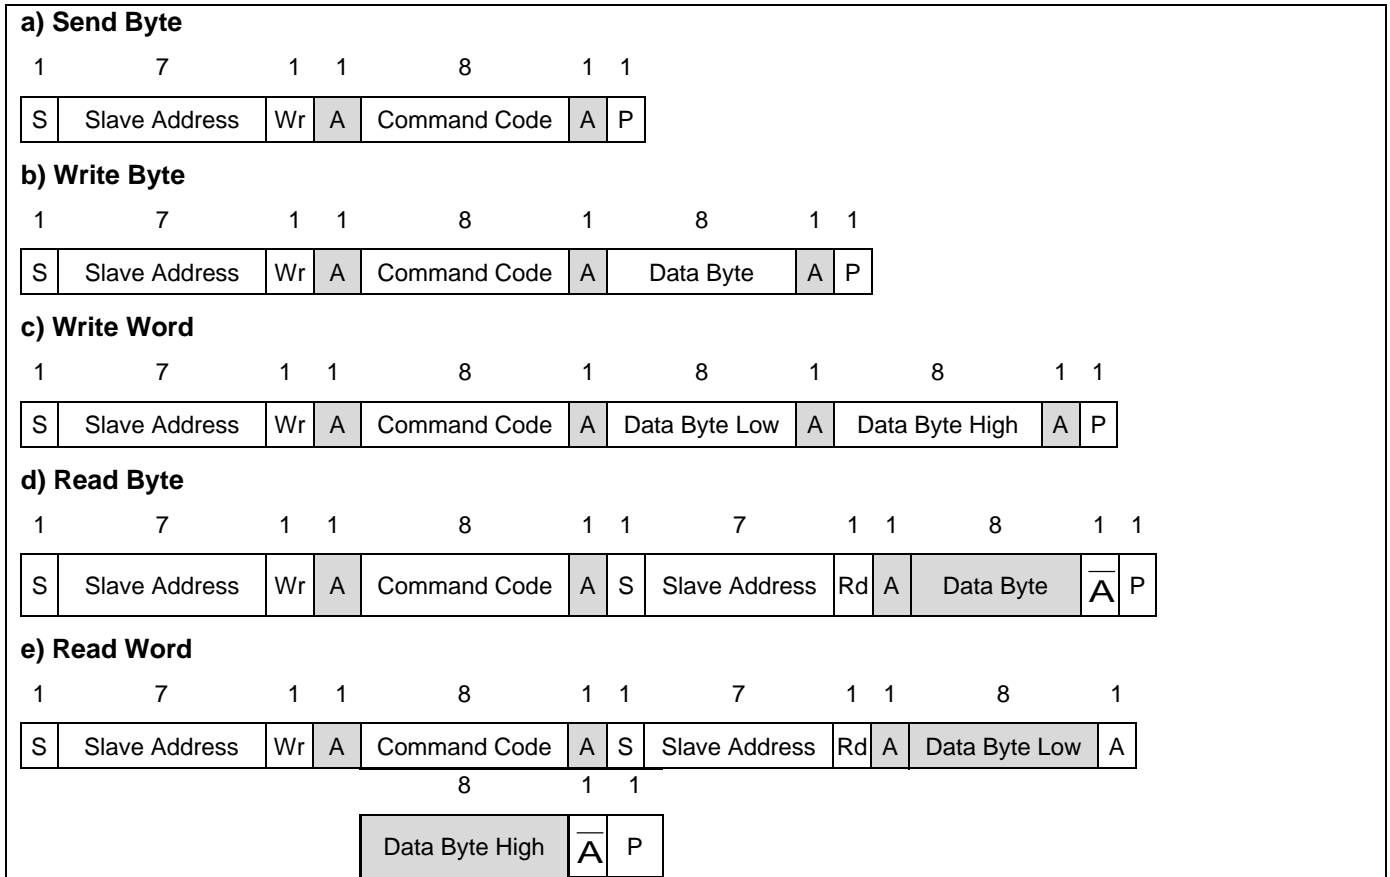 a) Send Byte
1 7 1 1 8 1 1
S Slave Address Wr A Command Code A P
b) Write Byte
1 7 1 1 8 1 8 1 1
S Slave Address Wr A Command Code A Data Byte A P
c) Write Word
1 7 1 1 8 1 8 1 8 1 1
S Slave Address Wr A Command Code A Data Byte Low A Data Byte High A P
d) Read Byte
1 7 1 1 8 1 1 7 1 1 8 1 1
S Slave Address Wr A Command Code A S Slave Address Rd A Data Byte A̅ P
e) Read Word
1 7 1 1 8 1 1 7 1 1 8 1
S Slave Address Wr A Command Code A S Slave Address Rd A Data Byte Low A
8 1 1
Data Byte High A̅ P